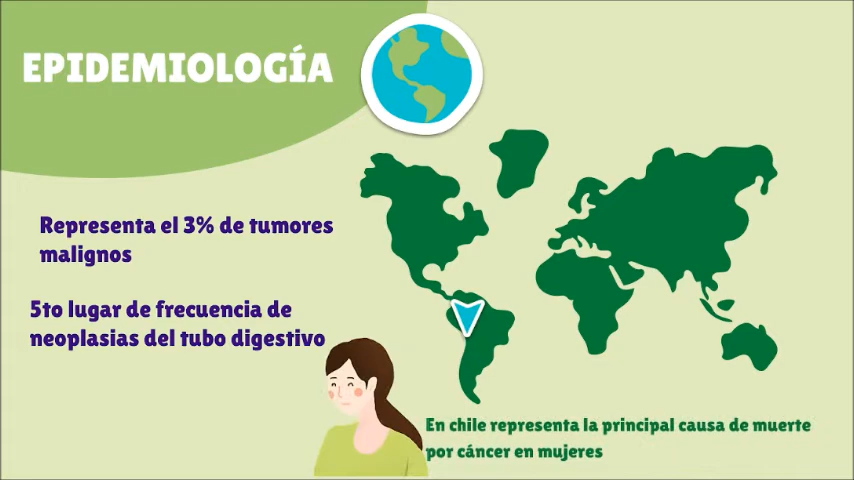 EPIDEMIOLOGÍA
Representa el 3% de tumores
malignos
5to lugar de frecuencia de
neoplasias del tubo digestivo
En chile representa la principal causa de muerte
por cáncer en mujeres